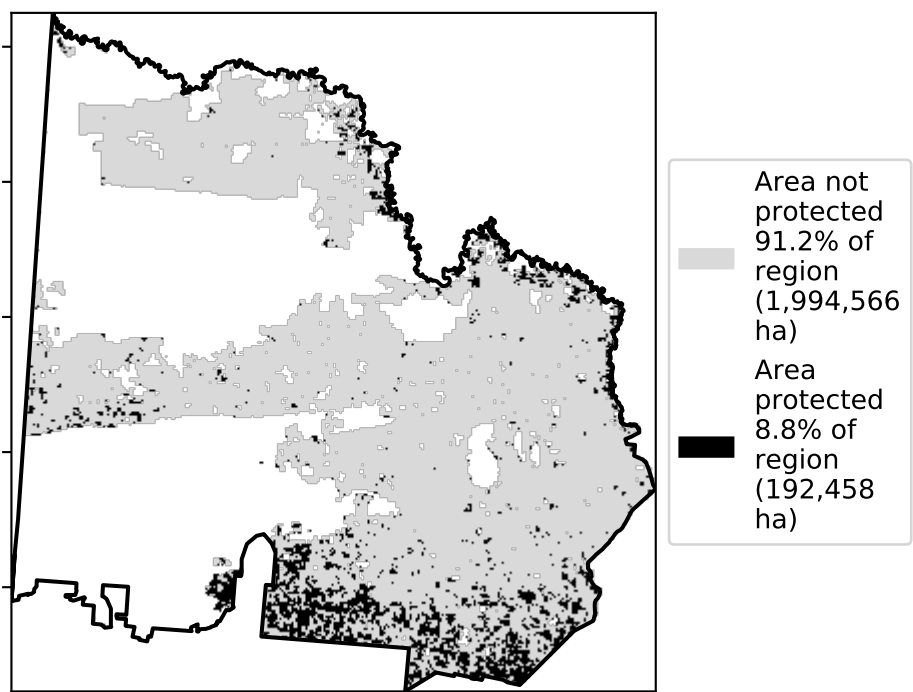 Area not
protected
91.2% of
region
(1,994,566
ha)
Area
protected
8.8% of
region
(192,458
ha)